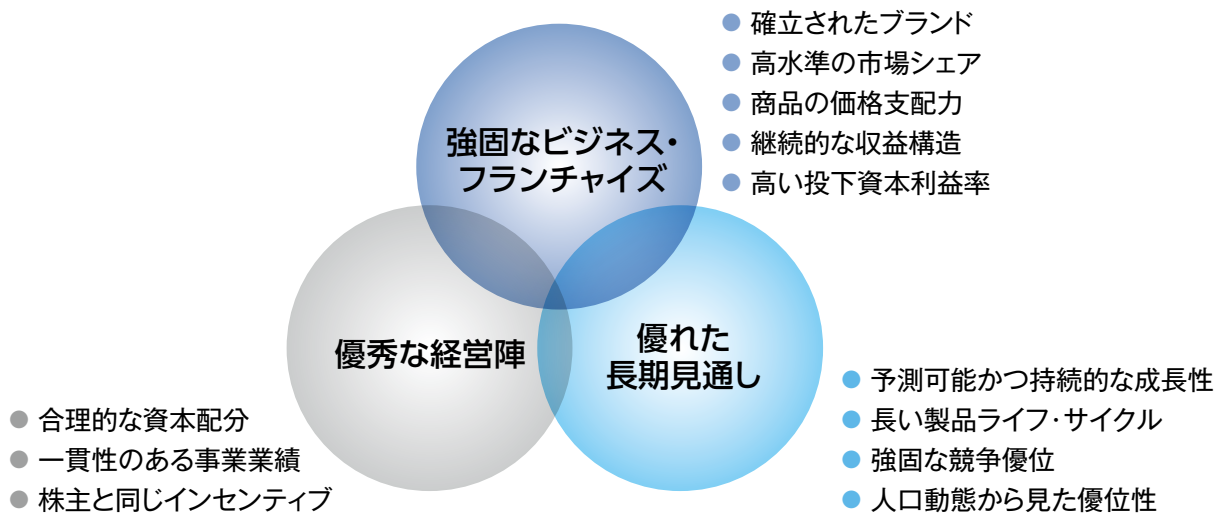 強固なビジネス・
フランチャイズ
● 確立されたブランド
● 高水準の市場シェア
● 商品の価格支配力
● 継続的な収益構造
● 高い投下資本利益率
優秀な経営陣
● 合理的な資本配分
● 一貫性のある事業業績
● 株主と同じインセンティブ
優れた
長期見通し
● 予測可能かつ持続的な成長性
● 長い製品ライフ・サイクル
● 強固な競争優位
● 人口動態から見た優位性